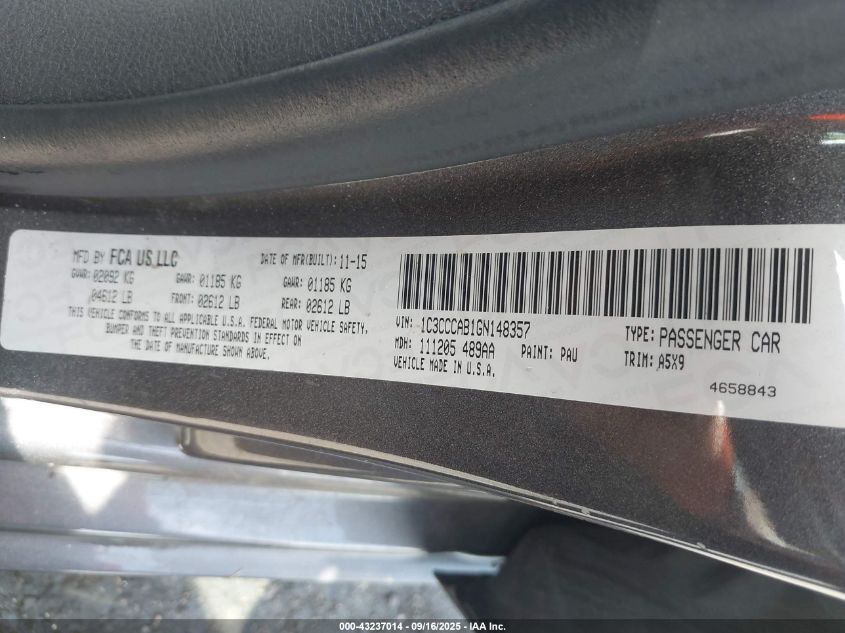 MFD BY FCA US LLC
DATE OF MFR(BUILT): 11-15
GVWR: 02092 KG GAWR: 01185 KG GAWR: 01185 KG
04612 LB FRONT: 02612 LB REAR: 02612 LB
THIS VEHICLE CONFORMS TO ALL APPLICABLE U.S.A. FEDERAL MOTOR VEHICLE SAFETY,
BUMPER AND THEFT PREVENTION STANDARDS IN EFFECT ON
THE DATE OF MANUFACTURE SHOWN ABOVE.
VIN: 1C3CCCAB1GN148357
TYPE: PASSENGER CAR
MDH: 111205 489AA PAINT: PAU
TRIM: A5X9
VEHICLE MADE IN U.S.A.
4658843
000-43237014 - 09/16/2025 - IAA, Inc.